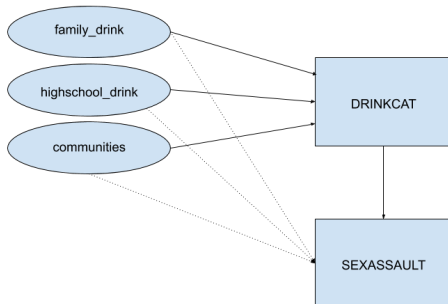 family_drink
highschool_drink
communities
DRINKCAT
SEXASSAULT